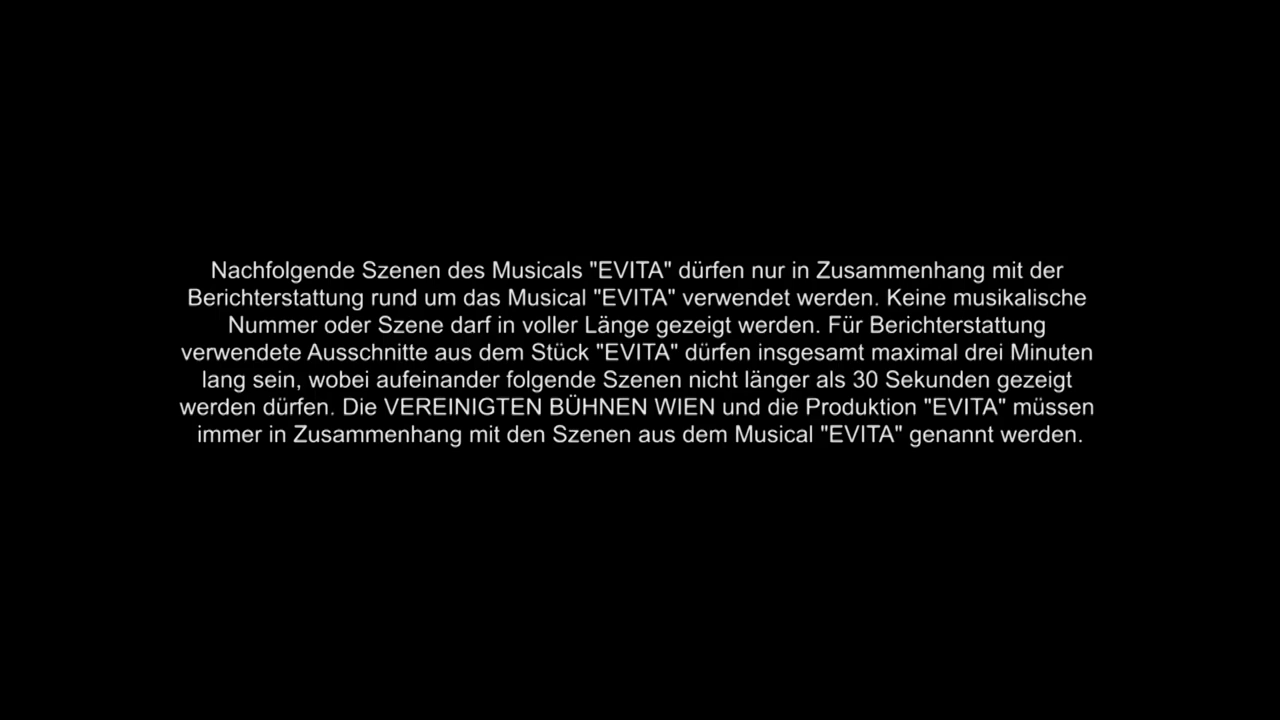 Nachfolgende Szenen des Musicals "EVITA" dürfen nur in Zusammenhang mit der
Berichterstattung rund um das Musical "EVITA" verwendet werden. Keine musikalische
Nummer oder Szene darf in voller Länge gezeigt werden. Für Berichterstattung
verwendete Ausschnitte aus dem Stück "EVITA" dürfen insgesamt maximal drei Minuten
lang sein, wobei aufeinander folgende Szenen nicht länger als 30 Sekunden gezeigt
werden dürfen. Die VEREINIGTEN BÜHNEN WIEN und die Produktion "EVITA" müssen
immer in Zusammenhang mit den Szenen aus dem Musical "EVITA" genannt werden.